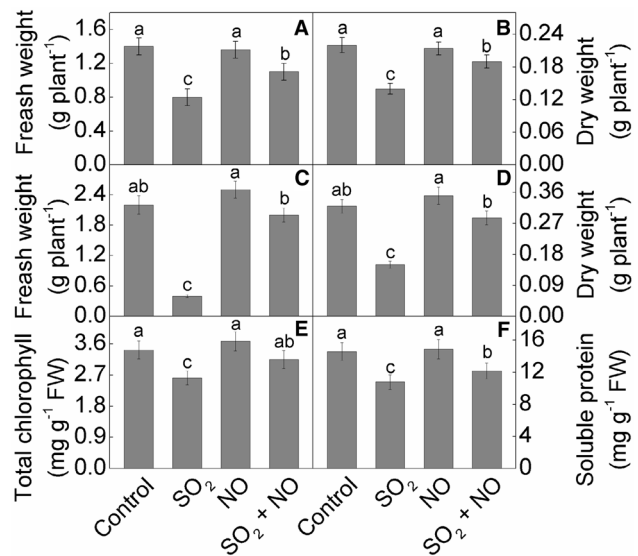 Freash weight
(g plant⁻¹)
1.6
1.2
0.8
0.4
0.0
A
a
c
a
b
B
a
c
a
b
0.24
0.18
0.12
0.06
0.00
Dry weight
(g plant⁻¹)
Freash weight
(g plant⁻¹)
2.4
1.8
1.2
0.6
0.0
C
ab
c
a
b
D
ab
c
a
b
0.36
0.27
0.18
0.09
0.00
Dry weight
(g plant⁻¹)
Total chlorophyll
(mg g⁻¹ FW)
3.6
2.7
1.8
0.9
0.0
E
a
c
a
ab
F
a
c
a
b
16
12
8
4
0
Soluble protein
(mg g⁻¹ FW)
Control
SO₂
NO
SO₂ + NO
Control
SO₂
NO
SO₂ + NO